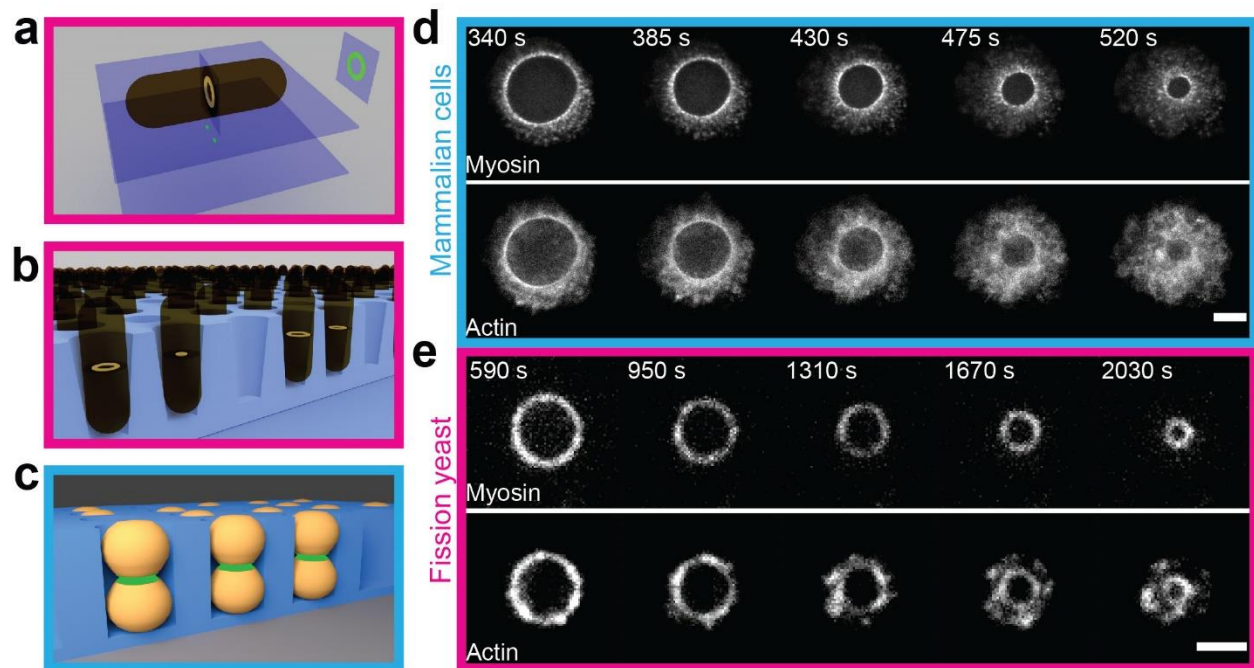 a
b
c
d
Mammalian cells
340 s 385 s 430 s 475 s 520 s
Myosin
Actin
e
Fission yeast
590 s 950 s 1310 s 1670 s 2030 s
Myosin
Actin